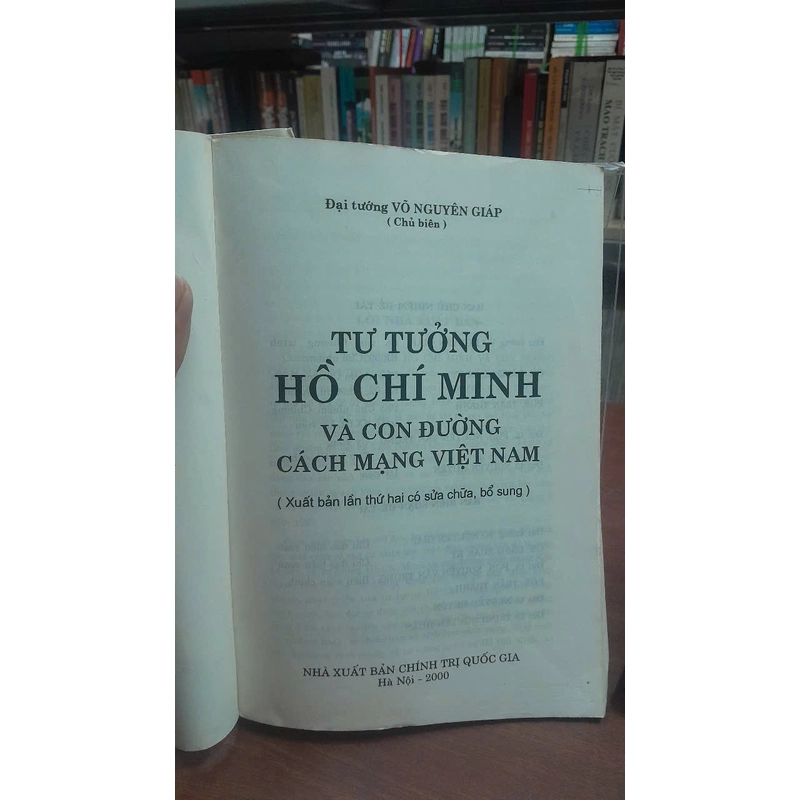 Đại tướng VÕ NGUYÊN GIÁP
( Chủ biên )
TƯ TƯỞNG
HỒ CHÍ MINH
VÀ CON ĐƯỜNG
CÁCH MẠNG VIỆT NAM
( Xuất bản lần thứ hai có sửa chữa, bổ sung )
NHÀ XUẤT BẢN CHÍNH TRỊ QUỐC GIA
Hà Nội - 2000
MAO TRẠCH